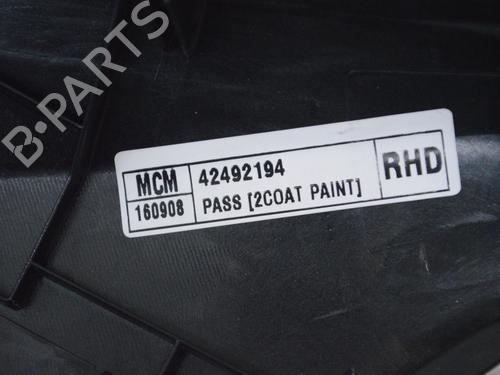 B-PARTS
MCM 42492194 RHD
160908 PASS [2COAT PAINT]